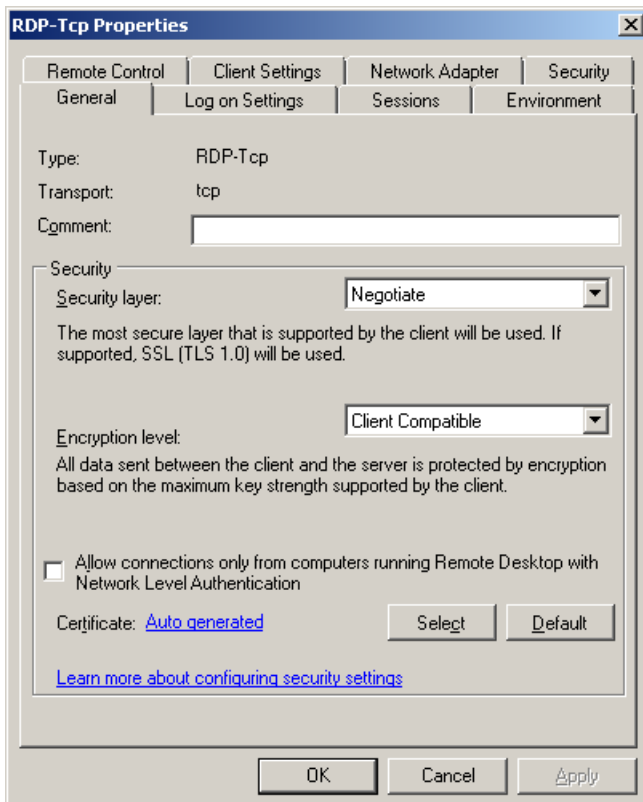 RDP-Tcp Properties
Remote Control Client Settings Network Adapter Security
General Log on Settings Sessions Environment
Type: RDP-Tcp
Transport: tcp
Comment:
Security
Security layer: Negotiate
The most secure layer that is supported by the client will be used. If
supported, SSL (TLS 1.0) will be used.
Client Compatible
Encryption level:
All data sent between the client and the server is protected by encryption
based on the maximum key strength supported by the client.
Allow connections only from computers running Remote Desktop with
Network Level Authentication
Certificate: Auto generated Select Default
Learn more about configuring security settings
OK Cancel Apply